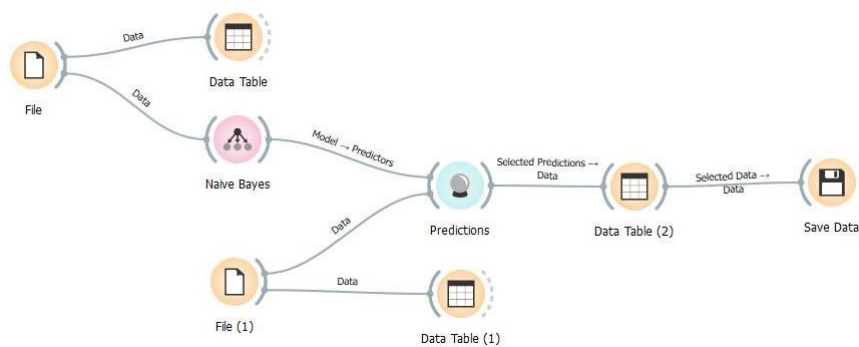 Data
Data Table
File
Data
Naive Bayes
Model → Predictors
Predictions
Selected Predictions →
Data
Data Table (2)
Selected Data →
Data
Save Data
Data
File (1)
Data
Data Table (1)